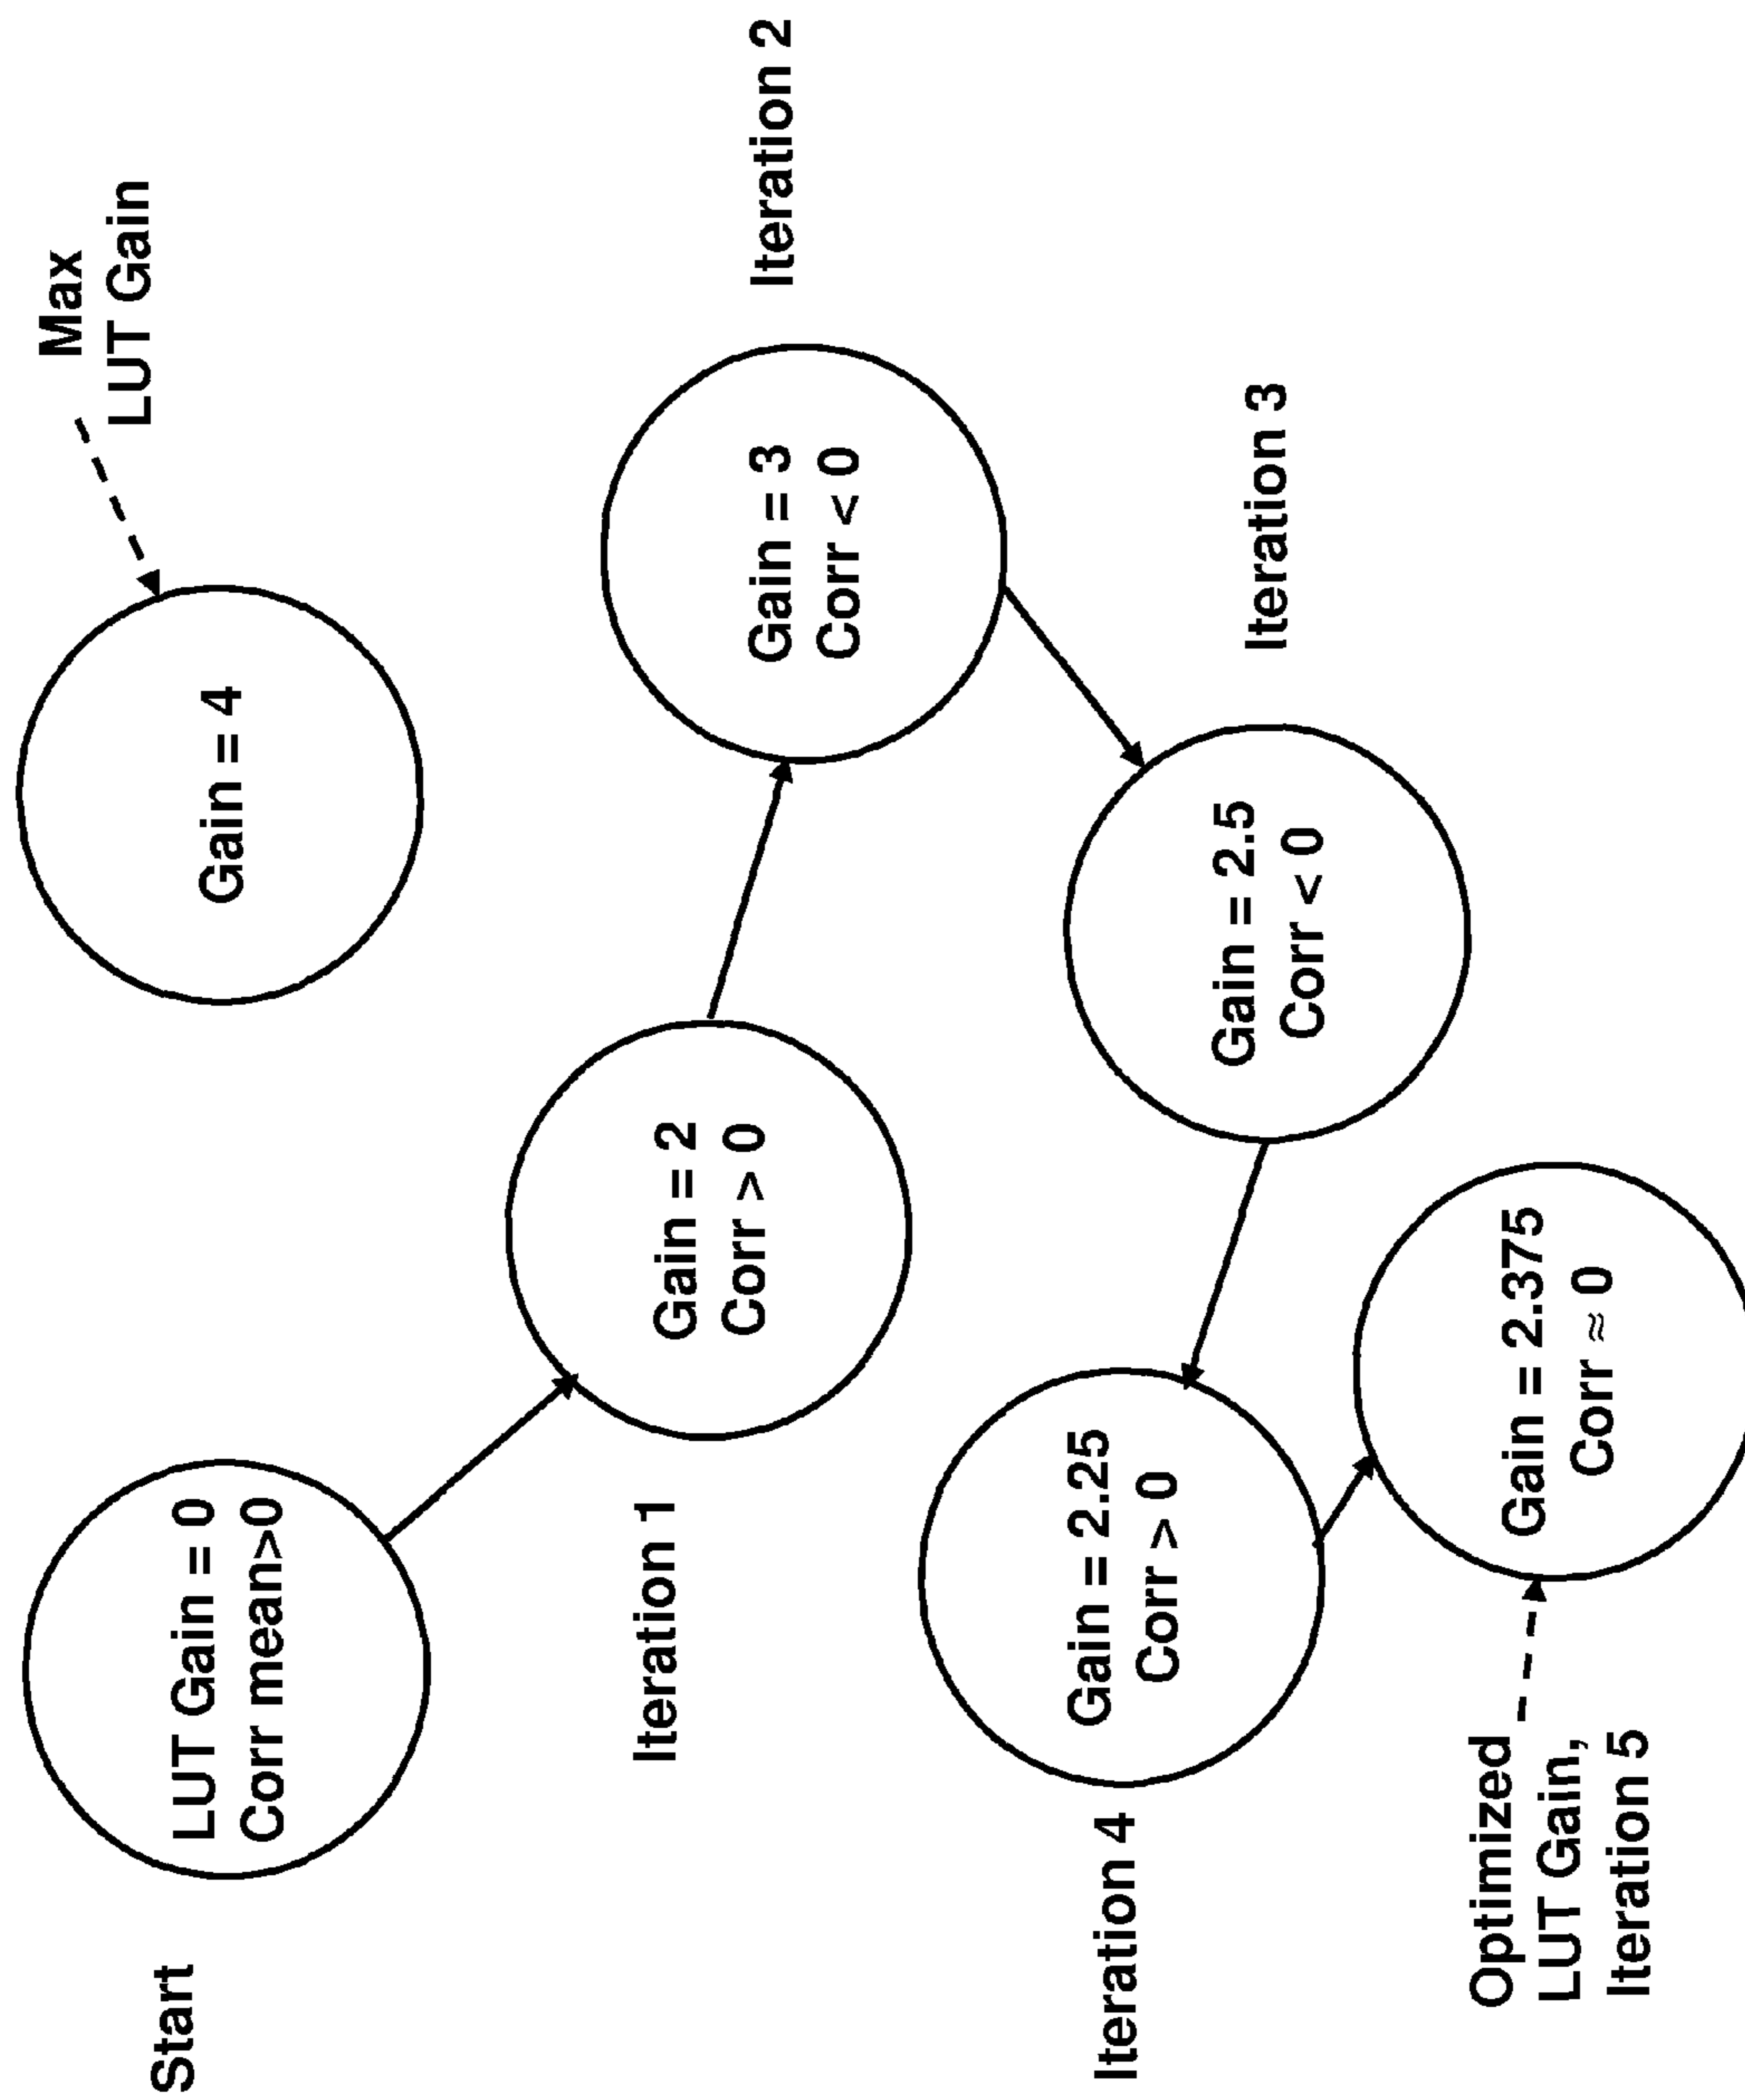 Start
LUT Gain = 0
Corr mean>0
Gain = 4
Max
LUT Gain
Iteration 1
Gain = 2
Corr > 0
Gain = 3
Corr < 0
Iteration 2
Iteration 4
Gain = 2.25
Corr > 0
Gain = 2.5
Corr < 0
Iteration 3
Optimized
LUT Gain,
Iteration 5
Gain = 2.375
Corr ≈ 0